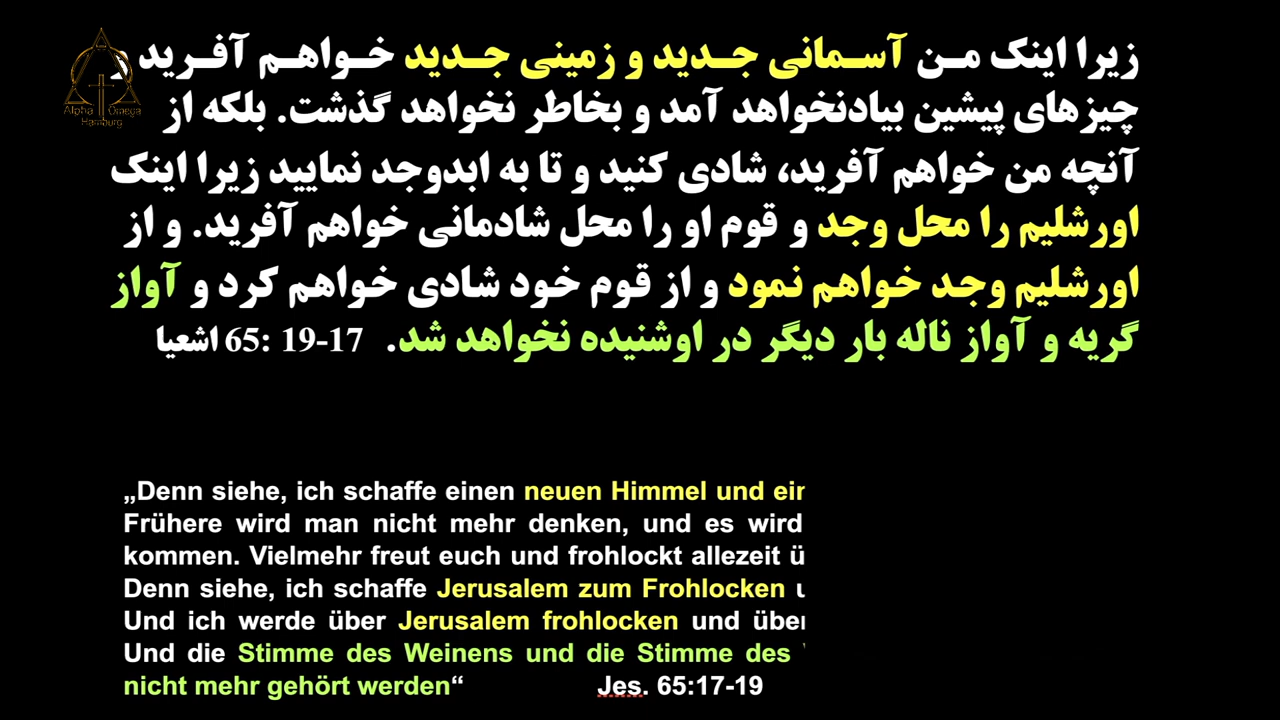 Alpha Omega
Hamburg
زیرا اینک من آسمانی جدید و زمینی جدید خواهم آفرید و
چیزهای پیشین بیادنخواهد آمد و بخاطر نخواهد گذشت. بلکه از
آنچه من خواهم آفرید، شادی کنید و تا به ابدوجد نمایید زیرا اینک
اورشلیم را محل وجد و قوم او را محل شادمانی خواهم آفرید. و از
اورشلیم وجد خواهم نمود و از قوم خود شادی خواهم کرد و آواز
گریه و آواز ناله بار دیگر در اوشنیده نخواهد شد. 17-19 :65 اشعیا
„Denn siehe, ich schaffe einen neuen Himmel und ein
Frühere wird man nicht mehr denken, und es wird
kommen. Vielmehr freut euch und frohlockt allezeit ü
Denn siehe, ich schaffe Jerusalem zum Frohlocken u
Und ich werde über Jerusalem frohlocken und über
Und die Stimme des Weinens und die Stimme des
nicht mehr gehört werden“ Jes. 65:17-19